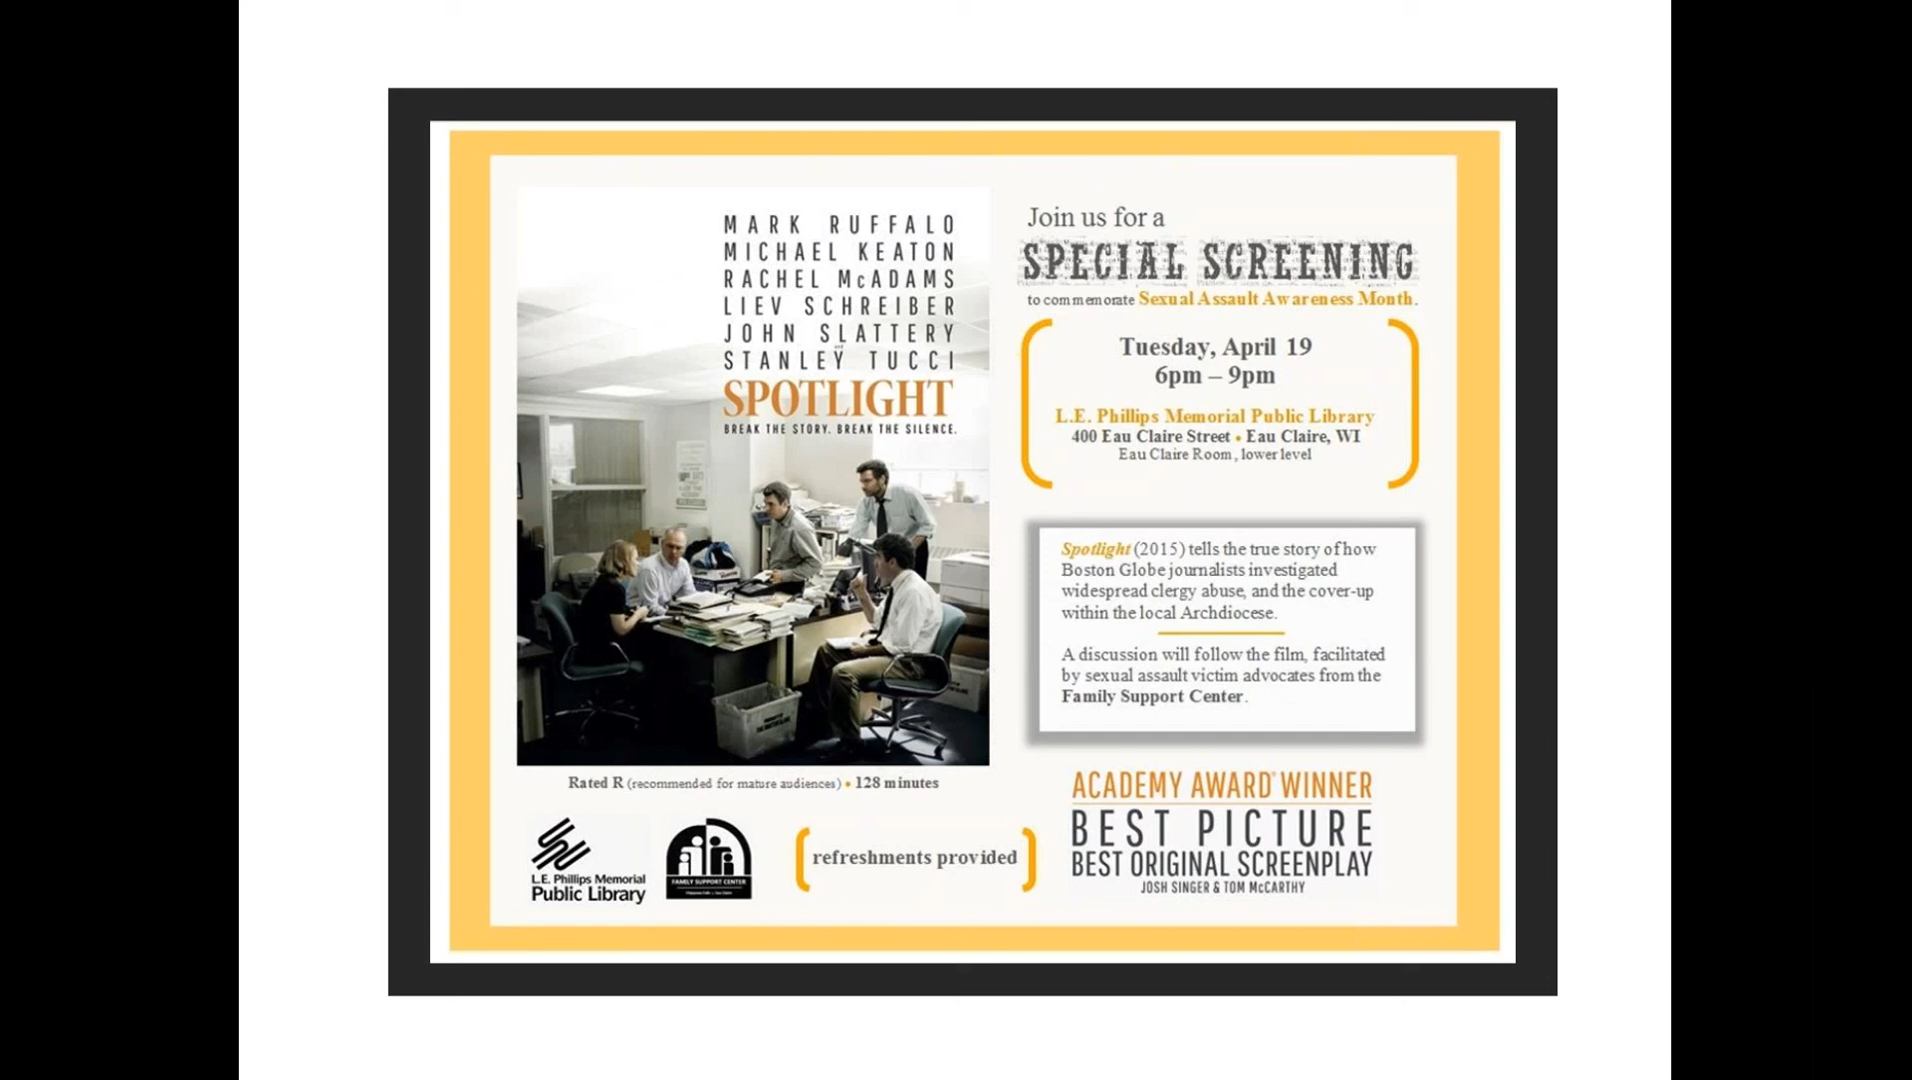 MARK RUFFALO
MICHAEL KEATON
RACHEL McADAMS
LIEV SCHREIBER
JOHN SLATTERY
STANLEY TUCCI
SPOTLIGHT
BREAK THE STORY. BREAK THE SILENCE.
Rated R (recommended for mature audiences) • 128 minutes
Join us for a
SPECIAL SCREENING
to commemorate Sexual Assault Awareness Month.
Tuesday, April 19
6pm – 9pm
L.E. Phillips Memorial Public Library
400 Eau Claire Street • Eau Claire, WI
Eau Claire Room, lower level
Spotlight (2015) tells the true story of how
Boston Globe journalists investigated
widespread clergy abuse, and the cover-up
within the local Archdiocese.
A discussion will follow the film, facilitated
by sexual assault victim advocates from the
Family Support Center.
L.E. Phillips Memorial
Public Library
FAMILY SUPPORT CENTER
refreshments provided
ACADEMY AWARD® WINNER
BEST PICTURE
BEST ORIGINAL SCREENPLAY
JOSH SINGER & TOM McCARTHY